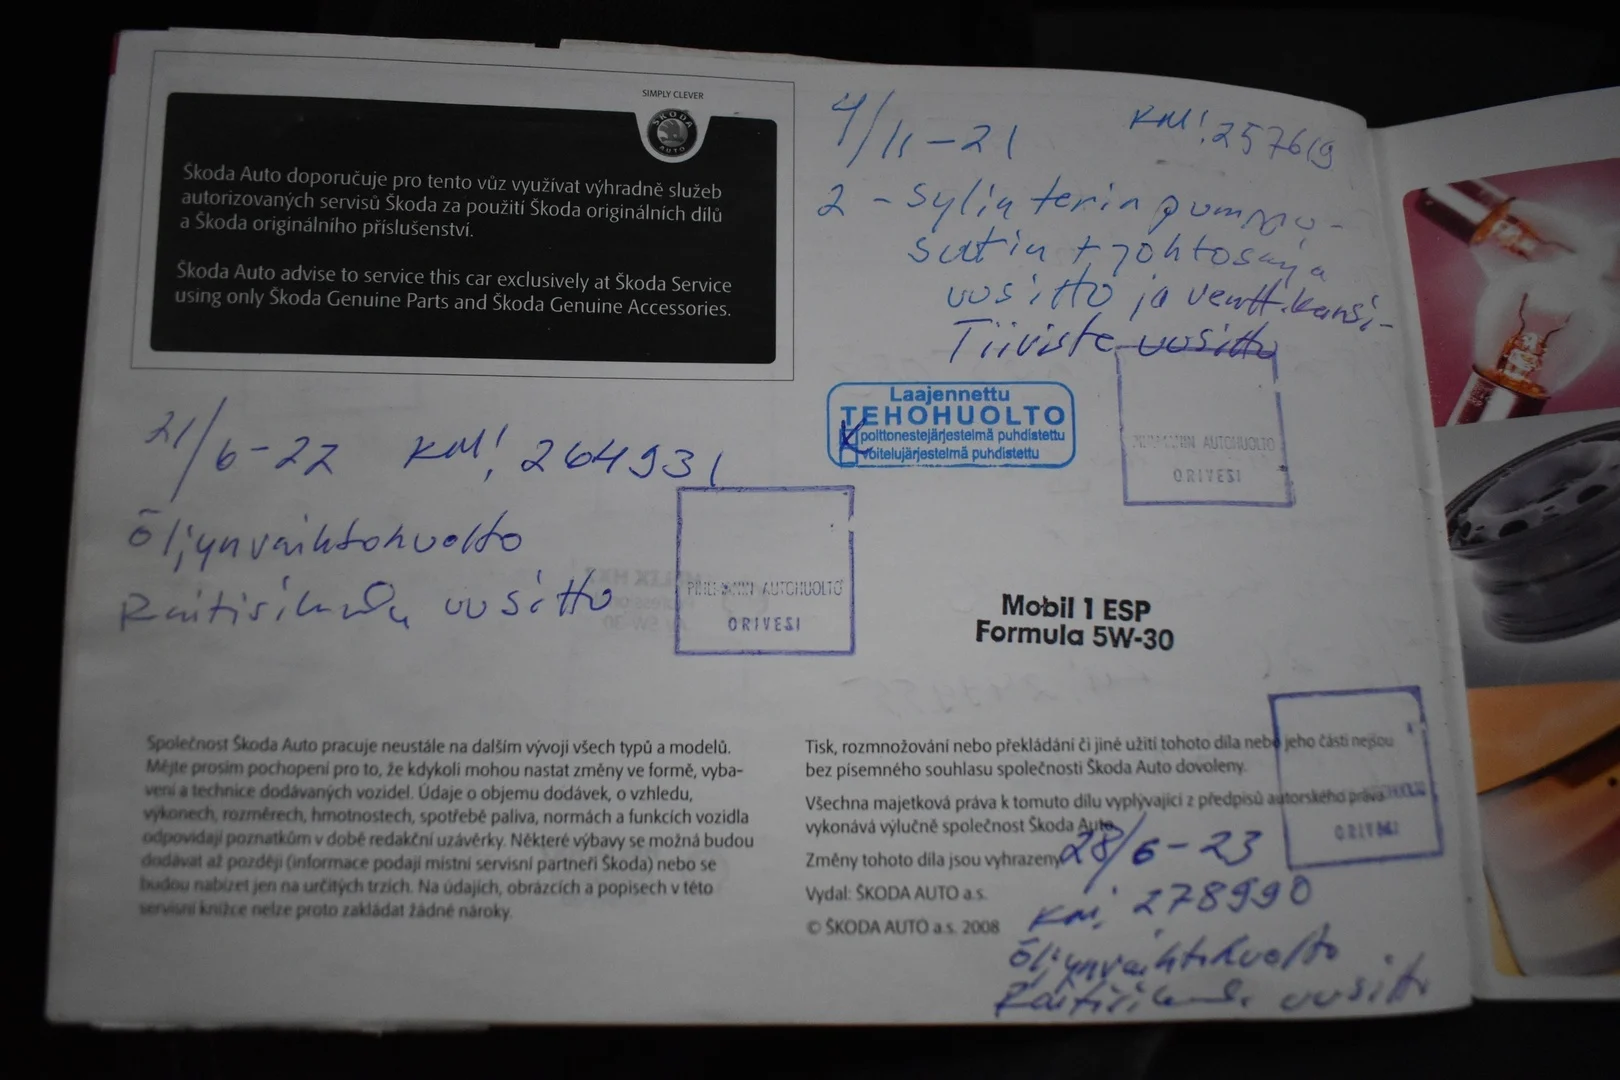 SIMPLY CLEVER
ŠKODA
AUTO
Škoda Auto doporučuje pro tento vůz využívat výhradně služeb
autorizovaných servisů Škoda za použití Škoda originálních dílů
a Škoda originálního příslušenství.
Škoda Auto advise to service this car exclusively at Škoda Service
using only Škoda Genuine Parts and Škoda Genuine Accessories.
4/11-21 KM! 257619
2 - sylinterin pumppu-
sutin + johtosarja
uusittu ja ventt.kansi-
Tiiviste uusittu
Laajennettu
TEHOHUOLTO
polttonestejärjestelmä puhdistettu
voitelujärjestelmä puhdistettu
AUTOHUOLTO
ORIVESI
21/6-22 KM! 264931
Öljynvaihtohuolto
Raitisilmas. uusittu
AUTOHUOLTO
ORIVESI
Mobil 1 ESP
Formula 5W-30
Společnost Škoda Auto pracuje neustále na dalším vývoji všech typů a modelů.
Mějte prosím pochopení pro to, že kdykoli mohou nastat změny ve formě, vyba-
vení a technice dodávaných vozidel. Údaje o objemu dodávek, o vzhledu,
výkonech, rozměrech, hmotnostech, spotřebě paliva, normách a funkcích vozidla
odpovídají poznatkům v době redakční uzávěrky. Některé výbavy se možná budou
dodávat až později (informace podají místní servisní partneři Škoda) nebo se
budou nabízet jen na určitých trzích. Na údajích, obrázcích a popisech v této
servisní knížce nelze proto zakládat žádné nároky.
Tisk, rozmnožování nebo překládání či jiné užití tohoto díla nebo jeho částí nejsou
bez písemného souhlasu společnosti Škoda Auto dovoleny.
Všechna majetková práva k tomuto dílu vyplývající z předpisů autorského práva
vykonává výlučně společnost Škoda Auto.
Změny tohoto díla jsou vyhrazeny.
Vydal: ŠKODA AUTO a.s.
© ŠKODA AUTO a.s. 2008
ORIVESI
28/6-23
KM! 278990
Öljynvaihtohuolto
Raitisilmas. uusittu